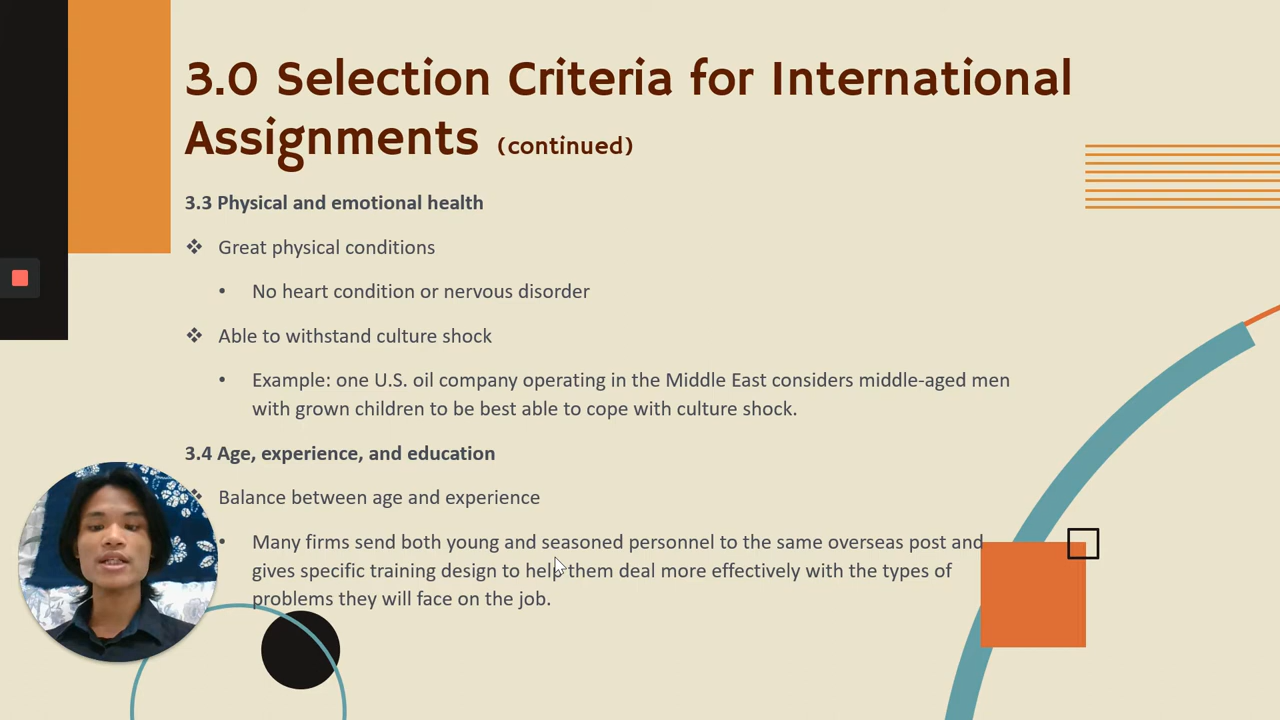 3.0 Selection Criteria for International
Assignments (continued)
3.3 Physical and emotional health
❖ Great physical conditions
• No heart condition or nervous disorder
❖ Able to withstand culture shock
• Example: one U.S. oil company operating in the Middle East considers middle-aged men
with grown children to be best able to cope with culture shock.
3.4 Age, experience, and education
❖ Balance between age and experience
• Many firms send both young and seasoned personnel to the same overseas post and
gives specific training design to help them deal more effectively with the types of
problems they will face on the job.